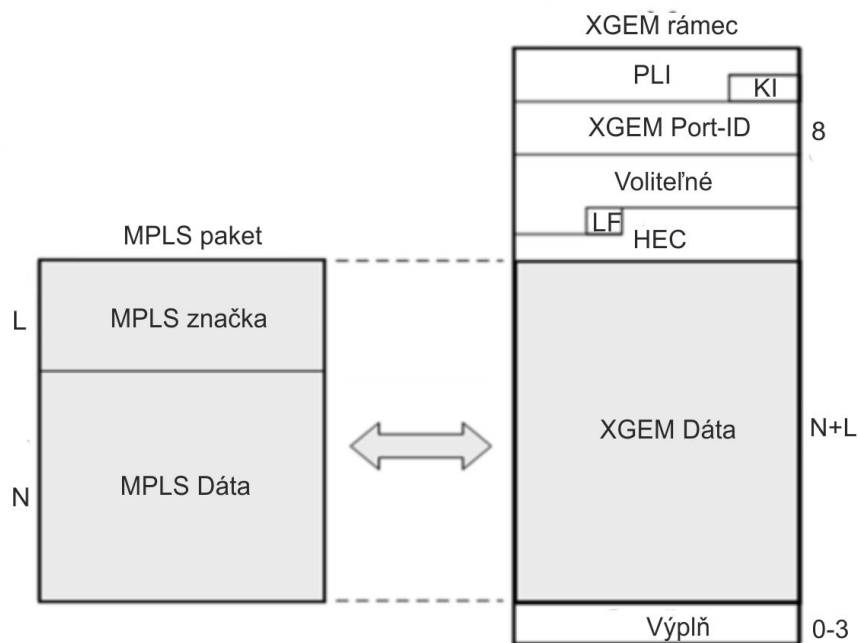 XGEM rámec
PLI
KI
XGEM Port-ID
8
Voliteľné
LF
HEC
MPLS paket
L
MPLS značka
N
MPLS Dáta
XGEM Dáta
N+L
Výplň
0-3